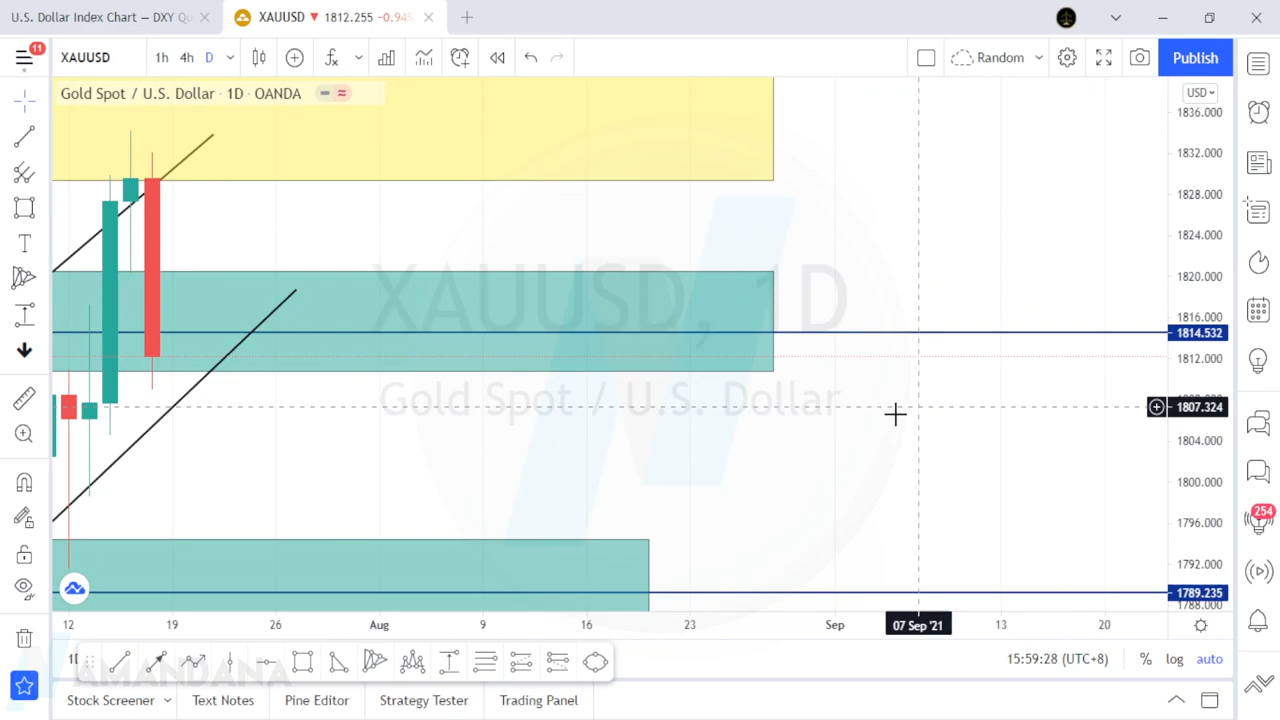 U.S. Dollar Index Chart — DXY Qu
XAUUSD ▼ 1812.255 −0.94%
11
XAUUSD
1h 4h D
Random
Publish
Gold Spot / U.S. Dollar · 1D · OANDA
USD
1836.000
1832.000
1828.000
1824.000
1820.000
1816.000
1814.532
1812.000
1807.324
1804.000
1800.000
1796.000
1792.000
1789.235
1788.000
XAUUSD, 1D
Gold Spot / U.S. Dollar
254
12 19 26 Aug 9 16 23 Sep 07 Sep '21 13 20
15:59:28 (UTC+8) % log auto
AMANDANA
Stock Screener Text Notes Pine Editor Strategy Tester Trading Panel